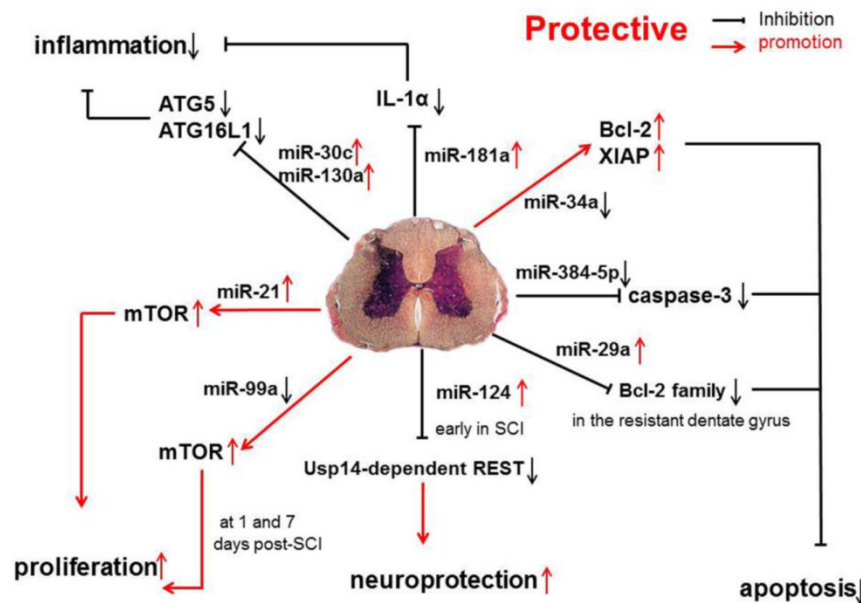 Protective
Inhibition
promotion
inflammation↓
ATG5↓
ATG16L1↓
IL-1α↓
miR-30c↑
miR-130a↑
miR-181a↑
Bcl-2↑
XIAP↑
miR-34a↓
miR-384-5p↓
caspase-3↓
miR-21↑
mTOR↑
miR-29a↑
miR-99a↓
miR-124↑
early in SCI
Bcl-2 family↓
in the resistant dentate gyrus
mTOR↑
Usp14-dependent REST↓
at 1 and 7
days post-SCI
proliferation↑
neuroprotection↑
apoptosis↓